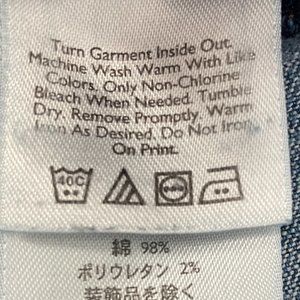 Turn Garment Inside Out.
Machine Wash Warm With Like
Colors. Only Non-Chlorine
Bleach When Needed. Tumble
Dry. Remove Promptly. Warm
Iron As Desired. Do Not Iron
On Print.
40C
綿 98%
ポリウレタン 2%
装飾品を除く